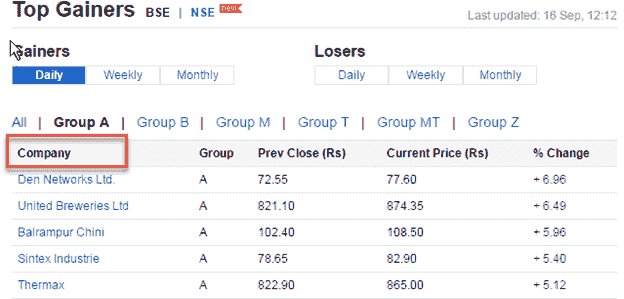 Top Gainers BSE | NSE new
Last updated: 16 Sep, 12:12
Gainers Losers
Daily Weekly Monthly Daily Weekly Monthly
All | Group A | Group B | Group M | Group T | Group MT | Group Z
Company Group Prev Close (Rs) Current Price (Rs) % Change
Den Networks Ltd. A 72.55 77.60 + 6.96
United Breweries Ltd A 821.10 874.35 + 6.49
Balrampur Chini A 102.40 108.50 + 5.96
Sintex Industrie A 78.65 82.90 + 5.40
Thermax A 822.90 865.00 + 5.12